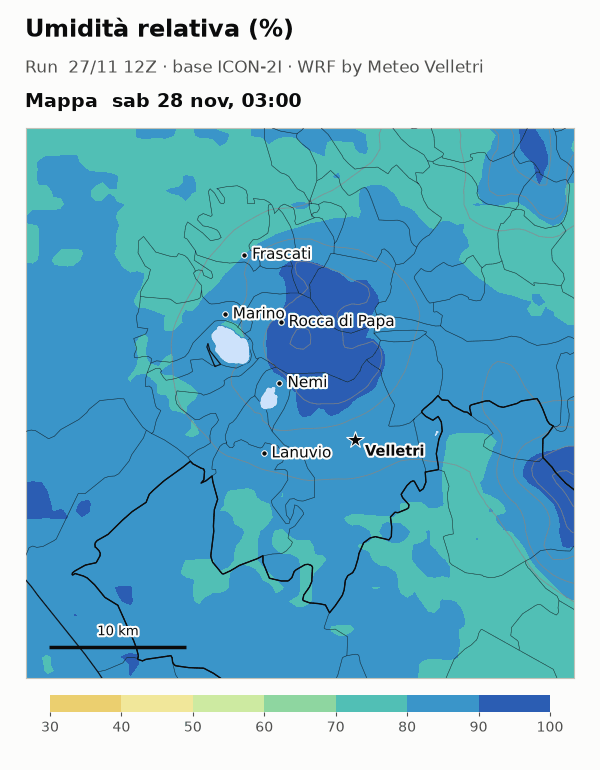 Umidità relativa (%)
Run  27/11 12Z · base ICON-2I · WRF by Meteo Velletri
Mappa  sab 28 nov, 03:00
Frascati
Marino
Rocca di Papa
Nemi
Velletri
Lanuvio
10 km
30 40 50 60 70 80 90 100